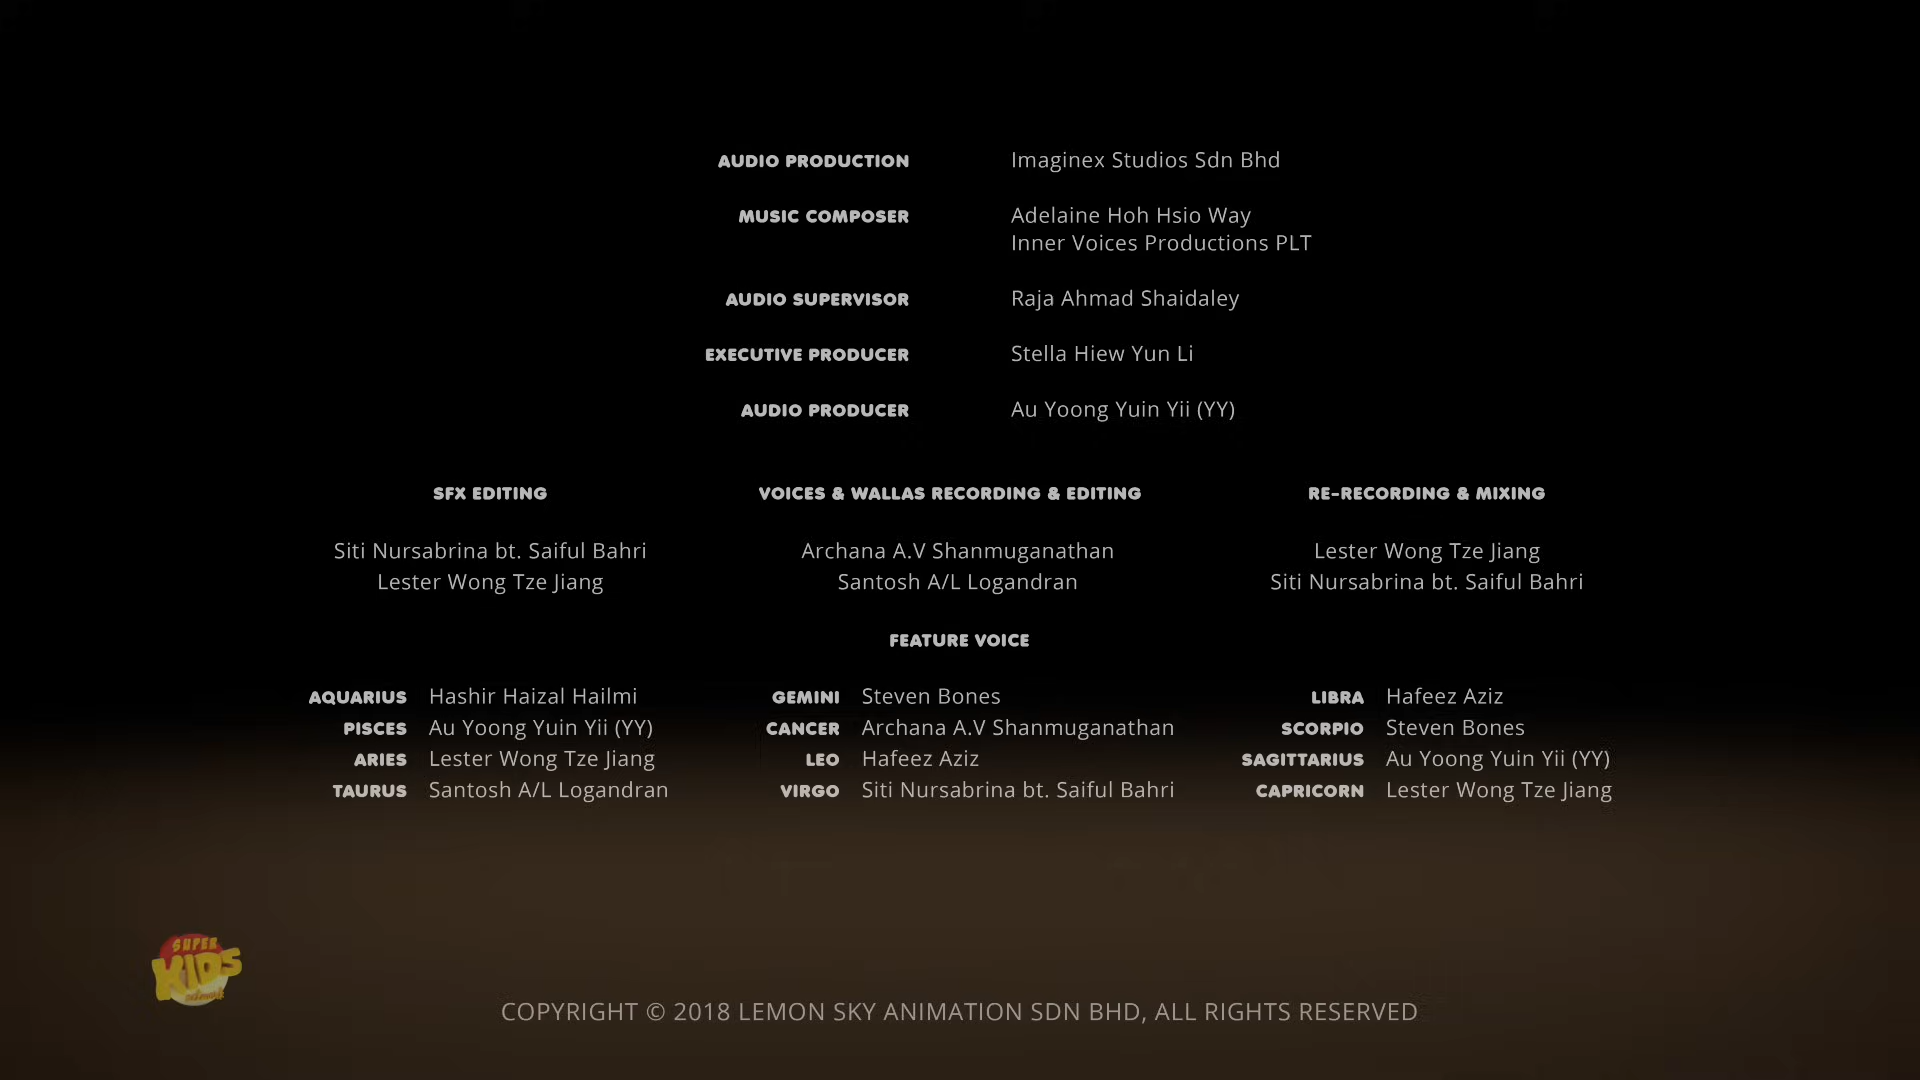 AUDIO PRODUCTION Imaginex Studios Sdn Bhd
MUSIC COMPOSER Adelaine Hoh Hsio Way
Inner Voices Productions PLT
AUDIO SUPERVISOR Raja Ahmad Shaidaley
EXECUTIVE PRODUCER Stella Hiew Yun Li
AUDIO PRODUCER Au Yoong Yuin Yii (YY)
SFX EDITING
Siti Nursabrina bt. Saiful Bahri
Lester Wong Tze Jiang
VOICES & WALLAS RECORDING & EDITING
Archana A.V Shanmuganathan
Santosh A/L Logandran
RE-RECORDING & MIXING
Lester Wong Tze Jiang
Siti Nursabrina bt. Saiful Bahri
FEATURE VOICE
AQUARIUS Hashir Haizal Hailmi
PISCES Au Yoong Yuin Yii (YY)
ARIES Lester Wong Tze Jiang
TAURUS Santosh A/L Logandran
GEMINI Steven Bones
CANCER Archana A.V Shanmuganathan
LEO Hafeez Aziz
VIRGO Siti Nursabrina bt. Saiful Bahri
LIBRA Hafeez Aziz
SCORPIO Steven Bones
SAGITTARIUS Au Yoong Yuin Yii (YY)
CAPRICORN Lester Wong Tze Jiang
SUPER
KIDS
network
COPYRIGHT © 2018 LEMON SKY ANIMATION SDN BHD, ALL RIGHTS RESERVED